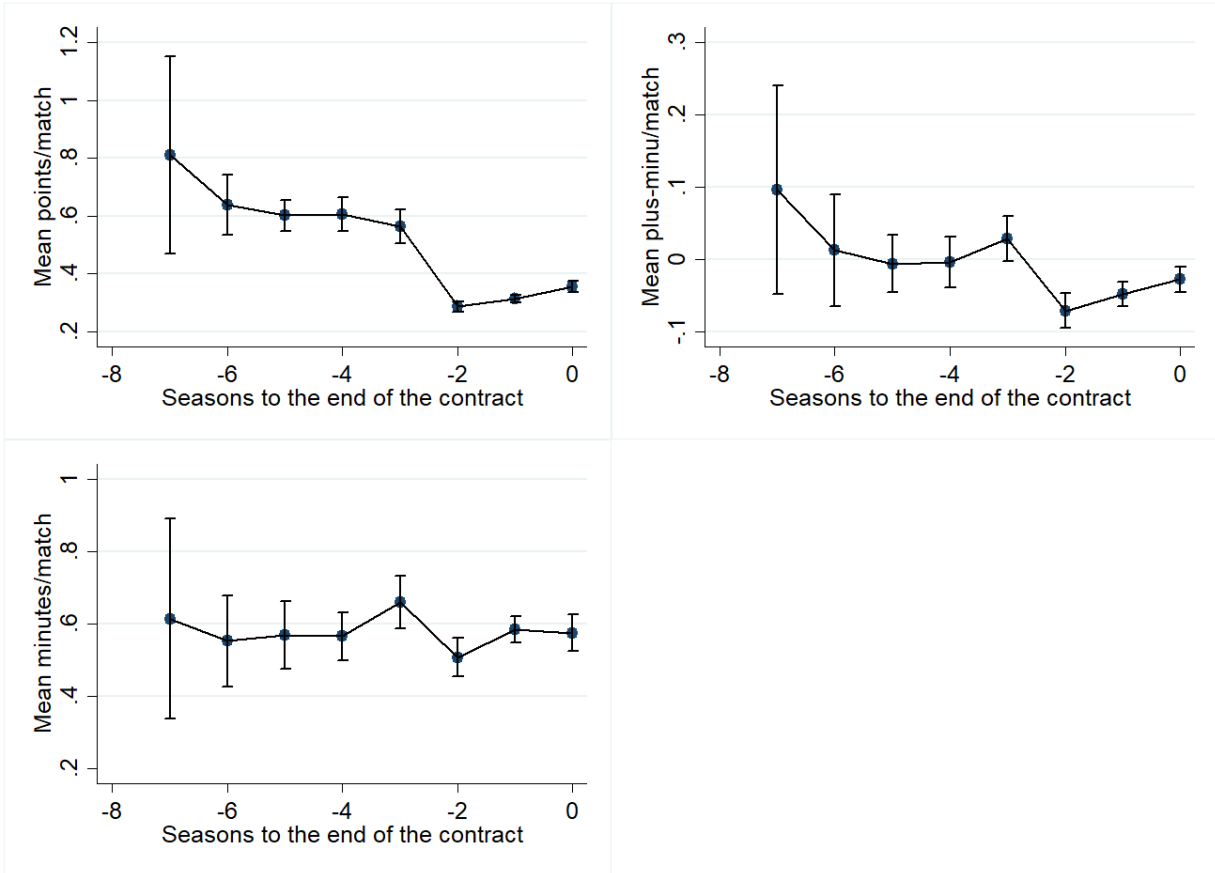 Mean points/match
1.2
1
.8
.6
.4
.2
-8 -6 -4 -2 0
Seasons to the end of the contract
Mean plus-minu/match
.3
.2
.1
0
-.1
-8 -6 -4 -2 0
Seasons to the end of the contract
Mean minutes/match
1
.8
.6
.4
.2
-8 -6 -4 -2 0
Seasons to the end of the contract